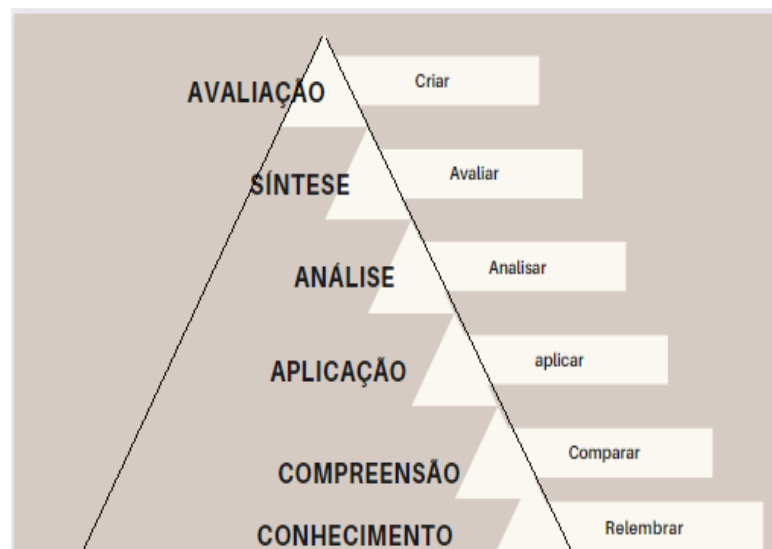 AVALIAÇÃO
Criar
SÍNTESE
Avaliar
ANÁLISE
Analisar
APLICAÇÃO
aplicar
COMPREENSÃO
Comparar
CONHECIMENTO
Relembrar